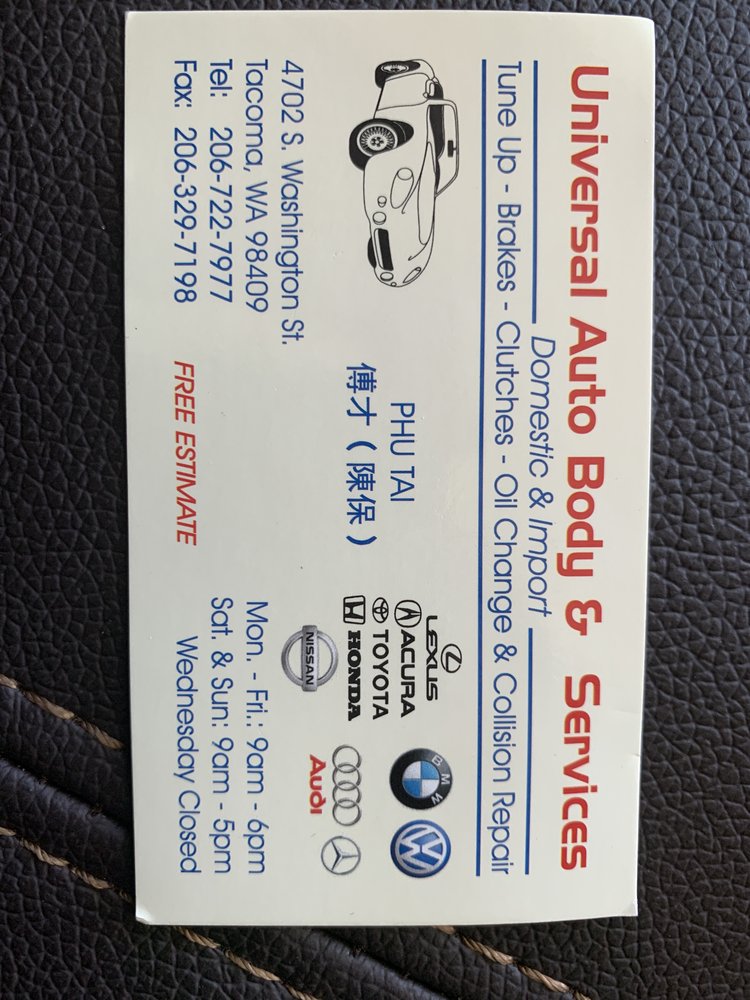 Universal Auto Body & Services
Domestic & Import
Tune Up - Brakes - Clutches - Oil Change & Collision Repair
PHU TAI
傅才 ( 陳保 )
LEXUS
ACURA
TOYOTA
HONDA
NISSAN
BMW
Audi
4702 S. Washington St.
Tacoma, WA 98409
Tel: 206-722-7977
Fax: 206-329-7198
FREE ESTIMATE
Mon. - Fri.: 9am - 6pm
Sat. & Sun: 9am - 5pm
Wednesday Closed